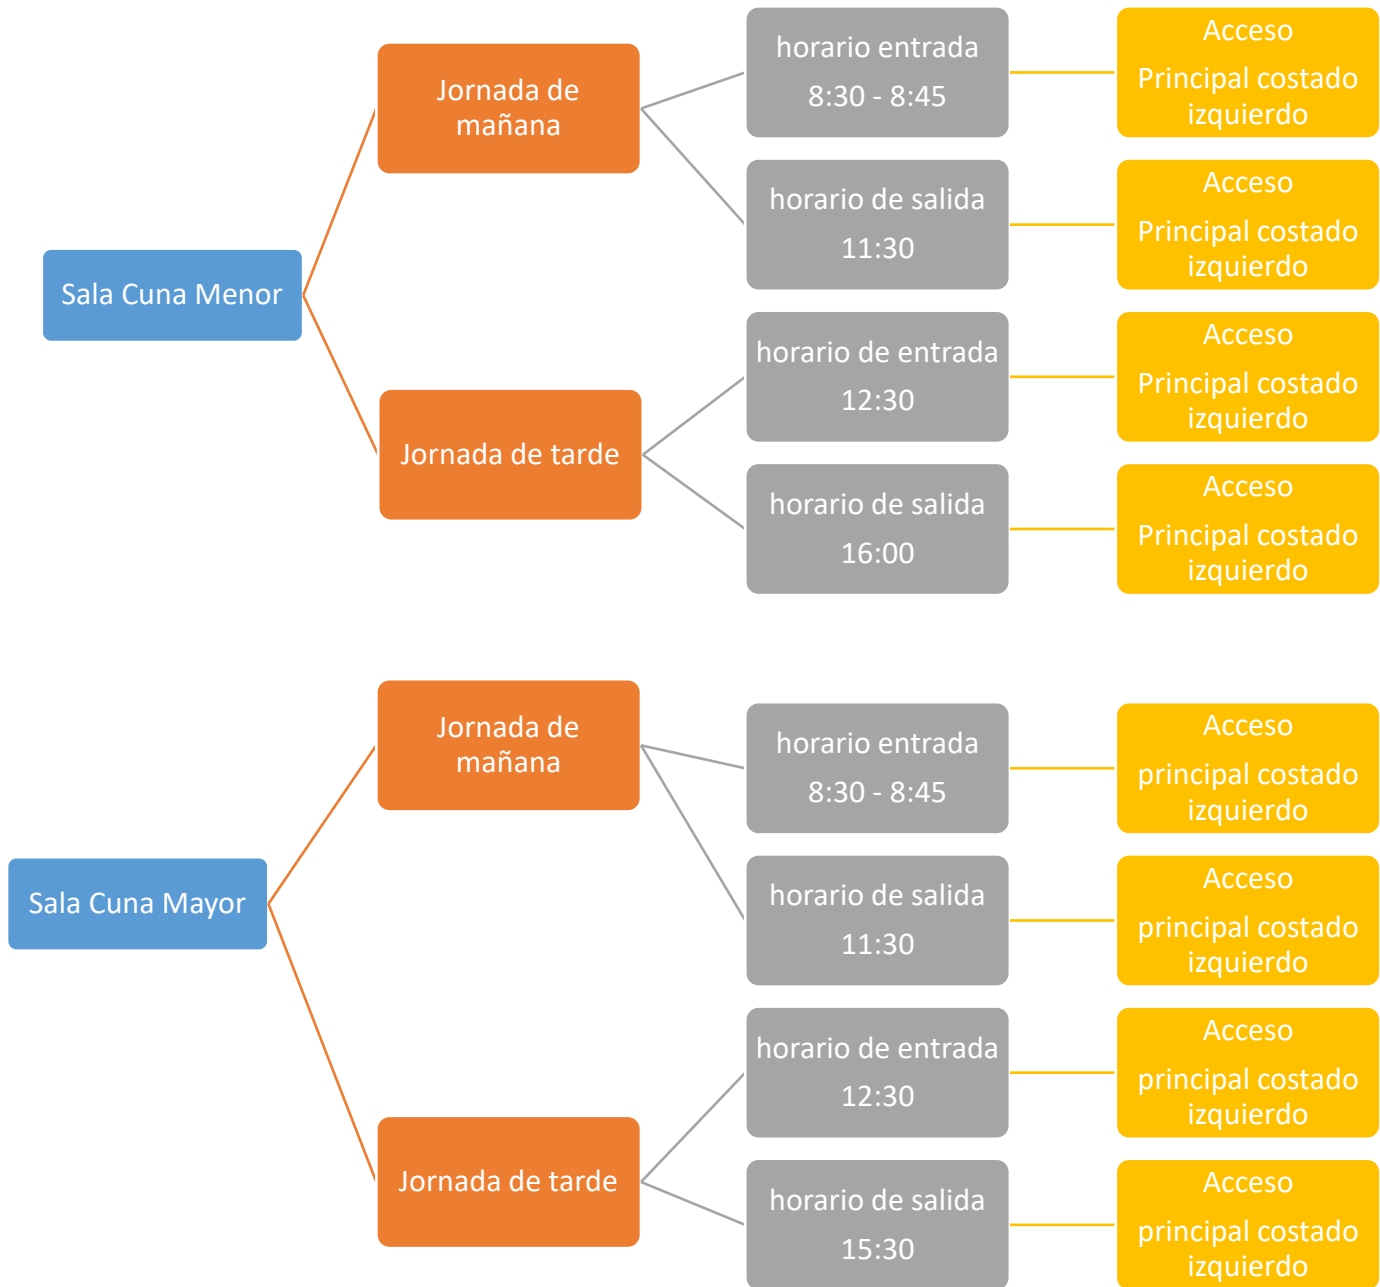 Sala Cuna Menor
Jornada de
mañana
horario entrada
8:30 - 8:45
Acceso
Principal costado
izquierdo
horario de salida
11:30
Acceso
Principal costado
izquierdo
Jornada de tarde
horario de entrada
12:30
Acceso
Principal costado
izquierdo
horario de salida
16:00
Acceso
Principal costado
izquierdo
Sala Cuna Mayor
Jornada de
mañana
horario entrada
8:30 - 8:45
Acceso
principal costado
izquierdo
horario de salida
11:30
Acceso
principal costado
izquierdo
Jornada de tarde
horario de entrada
12:30
Acceso
principal costado
izquierdo
horario de salida
15:30
Acceso
principal costado
izquierdo